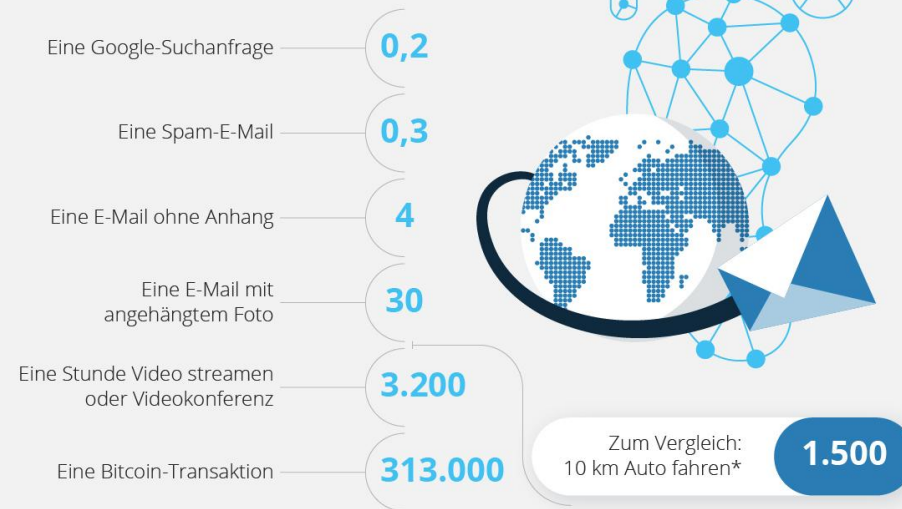 Eine Google-Suchanfrage
0,2
Eine Spam-E-Mail
0,3
Eine E-Mail ohne Anhang
4
Eine E-Mail mit
angehängtem Foto
30
Eine Stunde Video streamen
oder Videokonferenz
3.200
Eine Bitcoin-Transaktion
313.000
Zum Vergleich:
10 km Auto fahren*
1.500